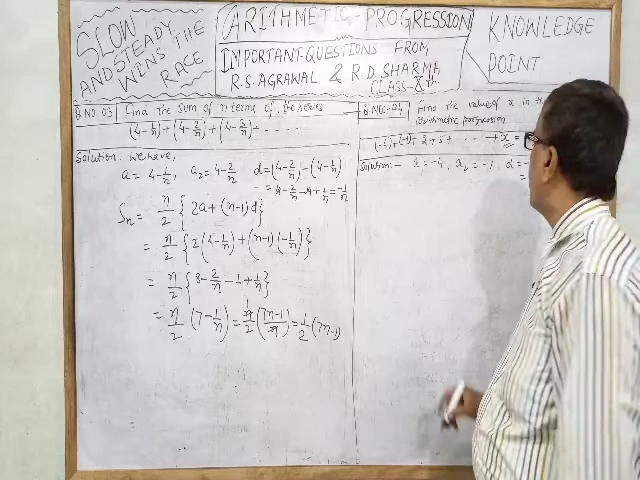 SLOW
AND STEADY
WINS THE
RACE
ARITHMETIC - PROGRESSION
IMPORTANT-QUESTIONS FROM
R.S. AGRAWAL & R.D. SHARMA
CLASS-
KNOWLEDGE
POINT
Q.NO. 03 Find the sum of n terms of the series
(4-1/n) + (4-2/n) + (4-3/n) + ......
Solution: We have,
a = 4-1/n, a₂ = 4-2/n d = (4-2/n) - (4-1/n)
= 4-2/n-4+1/n = -1/n
Sn = n/2 {2a + (n-1)d}
= n/2 {2(4-1/n) + (n-1)(-1/n)}
= n/2 {8-2/n-1+1/n}
= n/2 (7-1/n) = n/2 (7n-1/n) = 1/2 (7n-1)
Q.NO:-04 Find the value of x in the
arithmetic progression
(-4)+(-1)+2+5+ ...... +x =
Solution:- a = -4, a₂ = -1, d = -
=